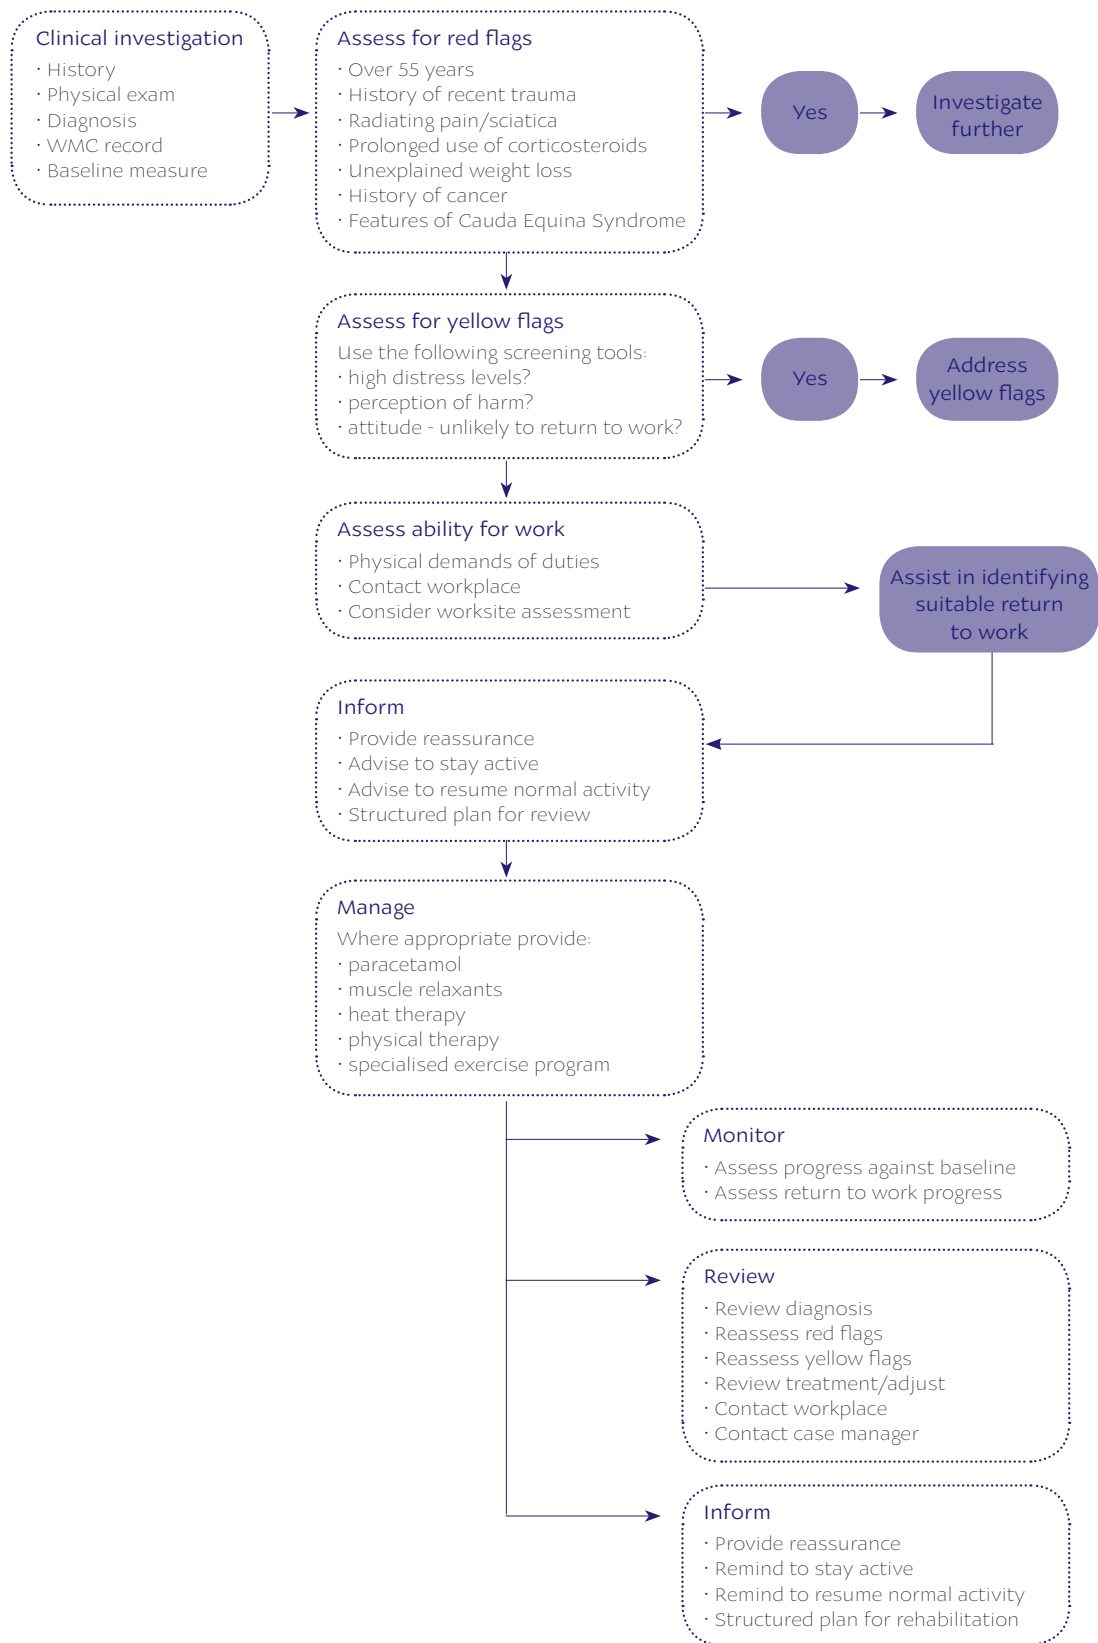 Clinical investigation
· History
· Physical exam
· Diagnosis
· WMC record
· Baseline measure
Assess for red flags
· Over 55 years
· History of recent trauma
· Radiating pain/sciatica
· Prolonged use of corticosteroids
· Unexplained weight loss
· History of cancer
· Features of Cauda Equina Syndrome
Yes
Investigate
further
Assess for yellow flags
Use the following screening tools:
· high distress levels?
· perception of harm?
· attitude - unlikely to return to work?
Yes
Address
yellow flags
Assess ability for work
· Physical demands of duties
· Contact workplace
· Consider worksite assessment
Assist in identifying
suitable return
to work
Inform
· Provide reassurance
· Advise to stay active
· Advise to resume normal activity
· Structured plan for review
Manage
Where appropriate provide:
· paracetamol
· muscle relaxants
· heat therapy
· physical therapy
· specialised exercise program
Monitor
· Assess progress against baseline
· Assess return to work progress
Review
· Review diagnosis
· Reassess red flags
· Reassess yellow flags
· Review treatment/adjust
· Contact workplace
· Contact case manager
Inform
· Provide reassurance
· Remind to stay active
· Remind to resume normal activity
· Structured plan for rehabilitation